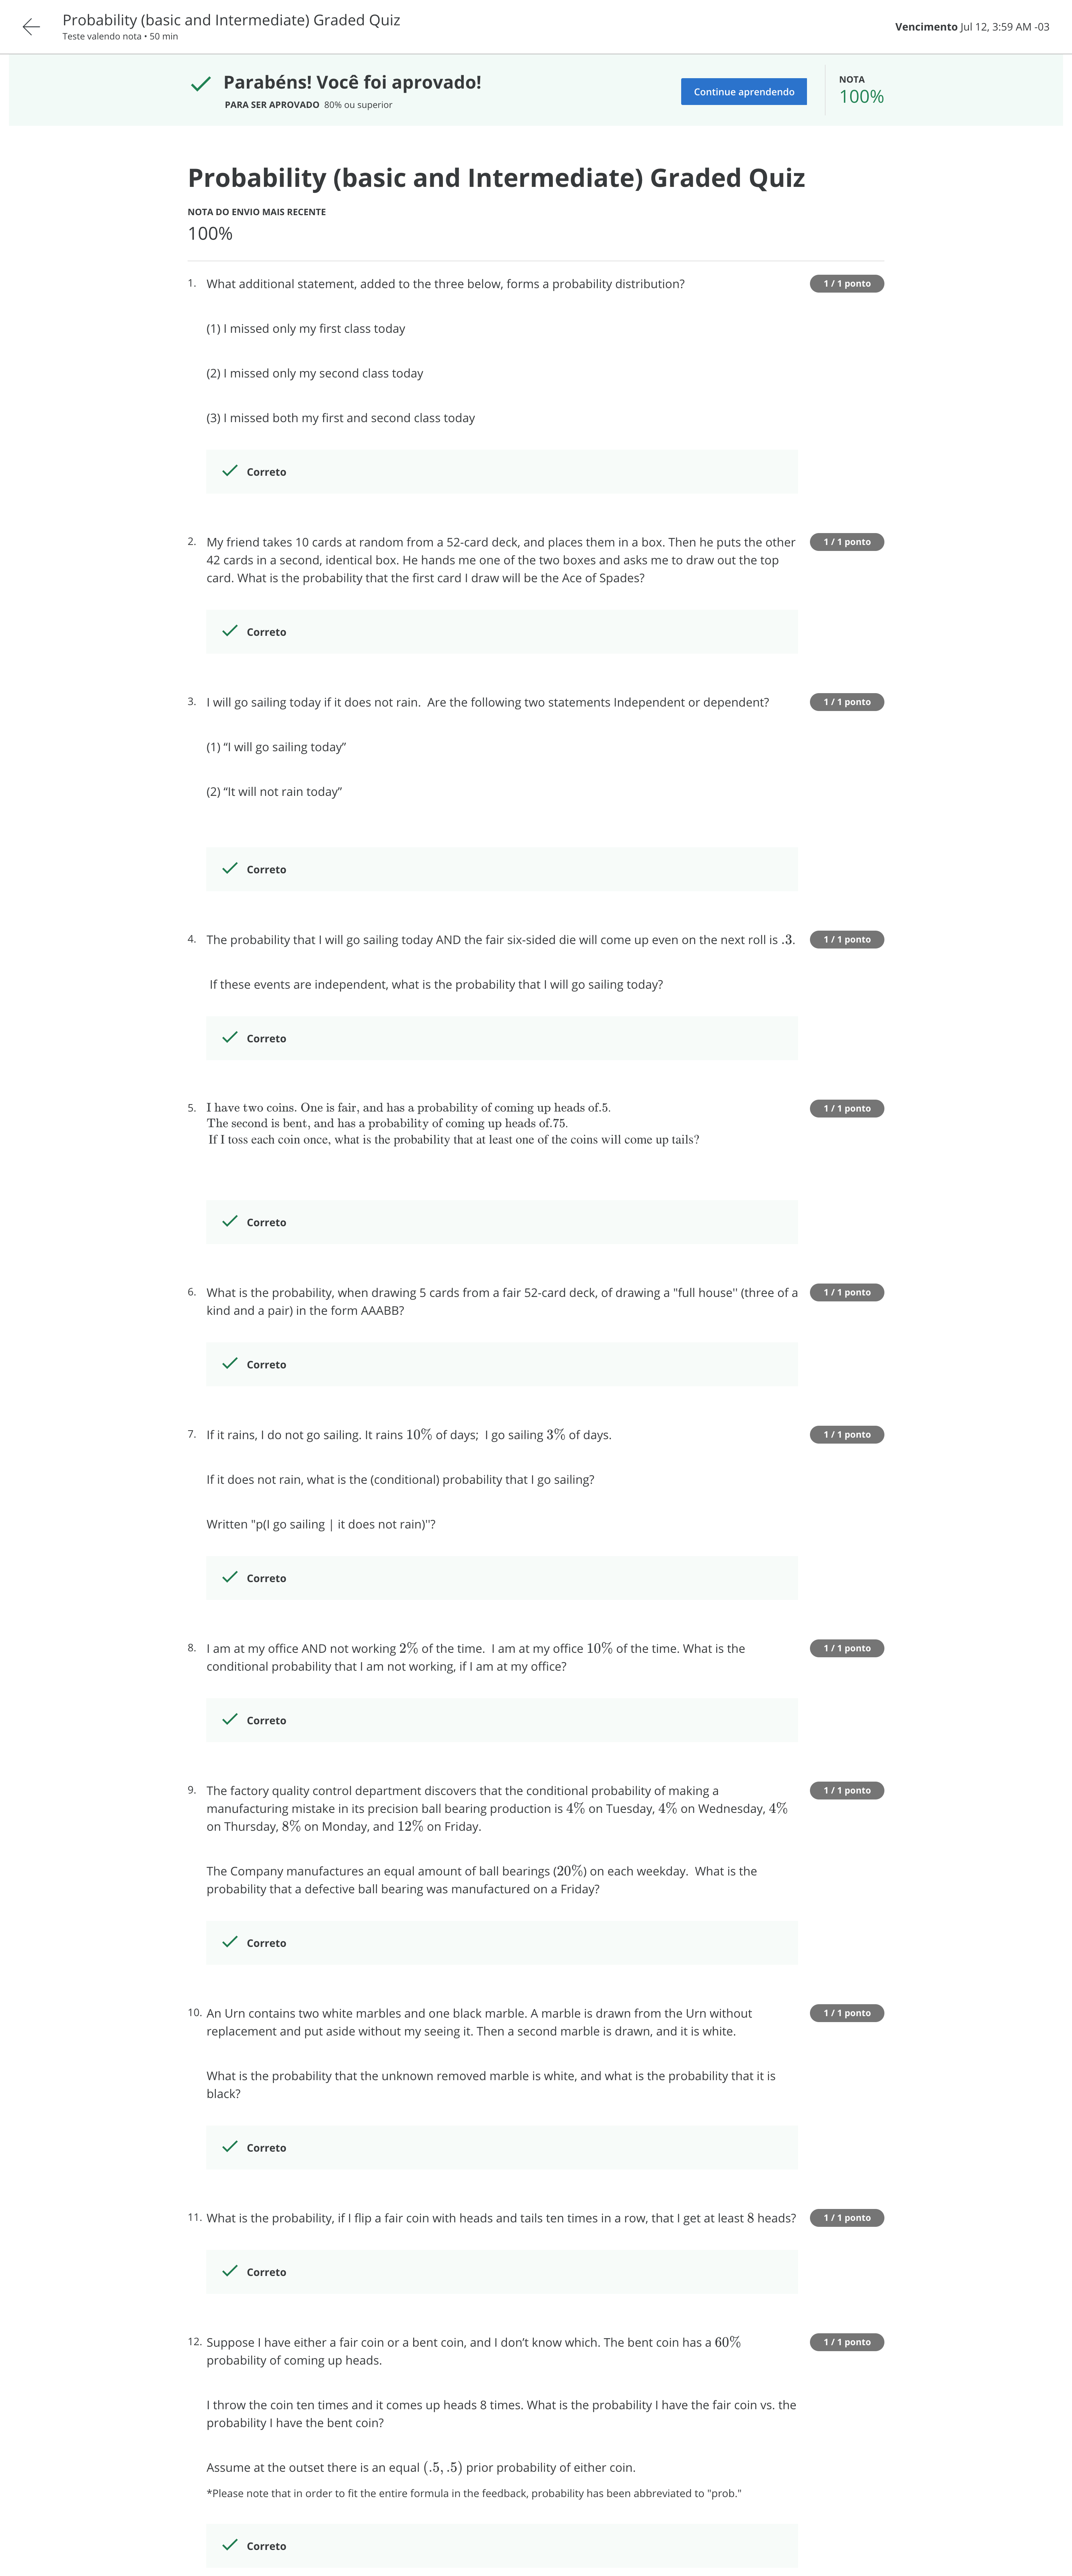 Probability (basic and Intermediate) Graded Quiz
Teste valendo nota • 50 min
Vencimento Jul 12, 3:59 AM -03
Parabéns! Você foi aprovado!
PARA SER APROVADO 80% ou superior
Continue aprendendo
NOTA
100%
Probability (basic and Intermediate) Graded Quiz
NOTA DO ENVIO MAIS RECENTE
100%
1. What additional statement, added to the three below, forms a probability distribution?
1 / 1 ponto
(1) I missed only my first class today
(2) I missed only my second class today
(3) I missed both my first and second class today
Correto
2. My friend takes 10 cards at random from a 52-card deck, and places them in a box. Then he puts the other
1 / 1 ponto
42 cards in a second, identical box. He hands me one of the two boxes and asks me to draw out the top
card. What is the probability that the first card I draw will be the Ace of Spades?
Correto
3. I will go sailing today if it does not rain.  Are the following two statements Independent or dependent?
1 / 1 ponto
(1) “I will go sailing today”
(2) “It will not rain today”
Correto
4. The probability that I will go sailing today AND the fair six-sided die will come up even on the next roll is .3.
1 / 1 ponto
If these events are independent, what is the probability that I will go sailing today?
Correto
5. I have two coins. One is fair, and has a probability of coming up heads of.5.
1 / 1 ponto
The second is bent, and has a probability of coming up heads of.75.
If I toss each coin once, what is the probability that at least one of the coins will come up tails?
Correto
6. What is the probability, when drawing 5 cards from a fair 52-card deck, of drawing a "full house'' (three of a
1 / 1 ponto
kind and a pair) in the form AAABB?
Correto
7. If it rains, I do not go sailing. It rains 10% of days;  I go sailing 3% of days.
1 / 1 ponto
If it does not rain, what is the (conditional) probability that I go sailing?
Written "p(I go sailing | it does not rain)''?
Correto
8. I am at my office AND not working 2% of the time.  I am at my office 10% of the time. What is the
1 / 1 ponto
conditional probability that I am not working, if I am at my office?
Correto
9. The factory quality control department discovers that the conditional probability of making a
1 / 1 ponto
manufacturing mistake in its precision ball bearing production is 4% on Tuesday, 4% on Wednesday, 4%
on Thursday, 8% on Monday, and 12% on Friday.
The Company manufactures an equal amount of ball bearings (20%) on each weekday.  What is the
probability that a defective ball bearing was manufactured on a Friday?
Correto
10. An Urn contains two white marbles and one black marble. A marble is drawn from the Urn without
1 / 1 ponto
replacement and put aside without my seeing it. Then a second marble is drawn, and it is white.
What is the probability that the unknown removed marble is white, and what is the probability that it is
black?
Correto
11. What is the probability, if I flip a fair coin with heads and tails ten times in a row, that I get at least 8 heads?
1 / 1 ponto
Correto
12. Suppose I have either a fair coin or a bent coin, and I don’t know which. The bent coin has a 60%
1 / 1 ponto
probability of coming up heads.
I throw the coin ten times and it comes up heads 8 times. What is the probability I have the fair coin vs. the
probability I have the bent coin?
Assume at the outset there is an equal (.5, .5) prior probability of either coin.
*Please note that in order to fit the entire formula in the feedback, probability has been abbreviated to "prob."
Correto